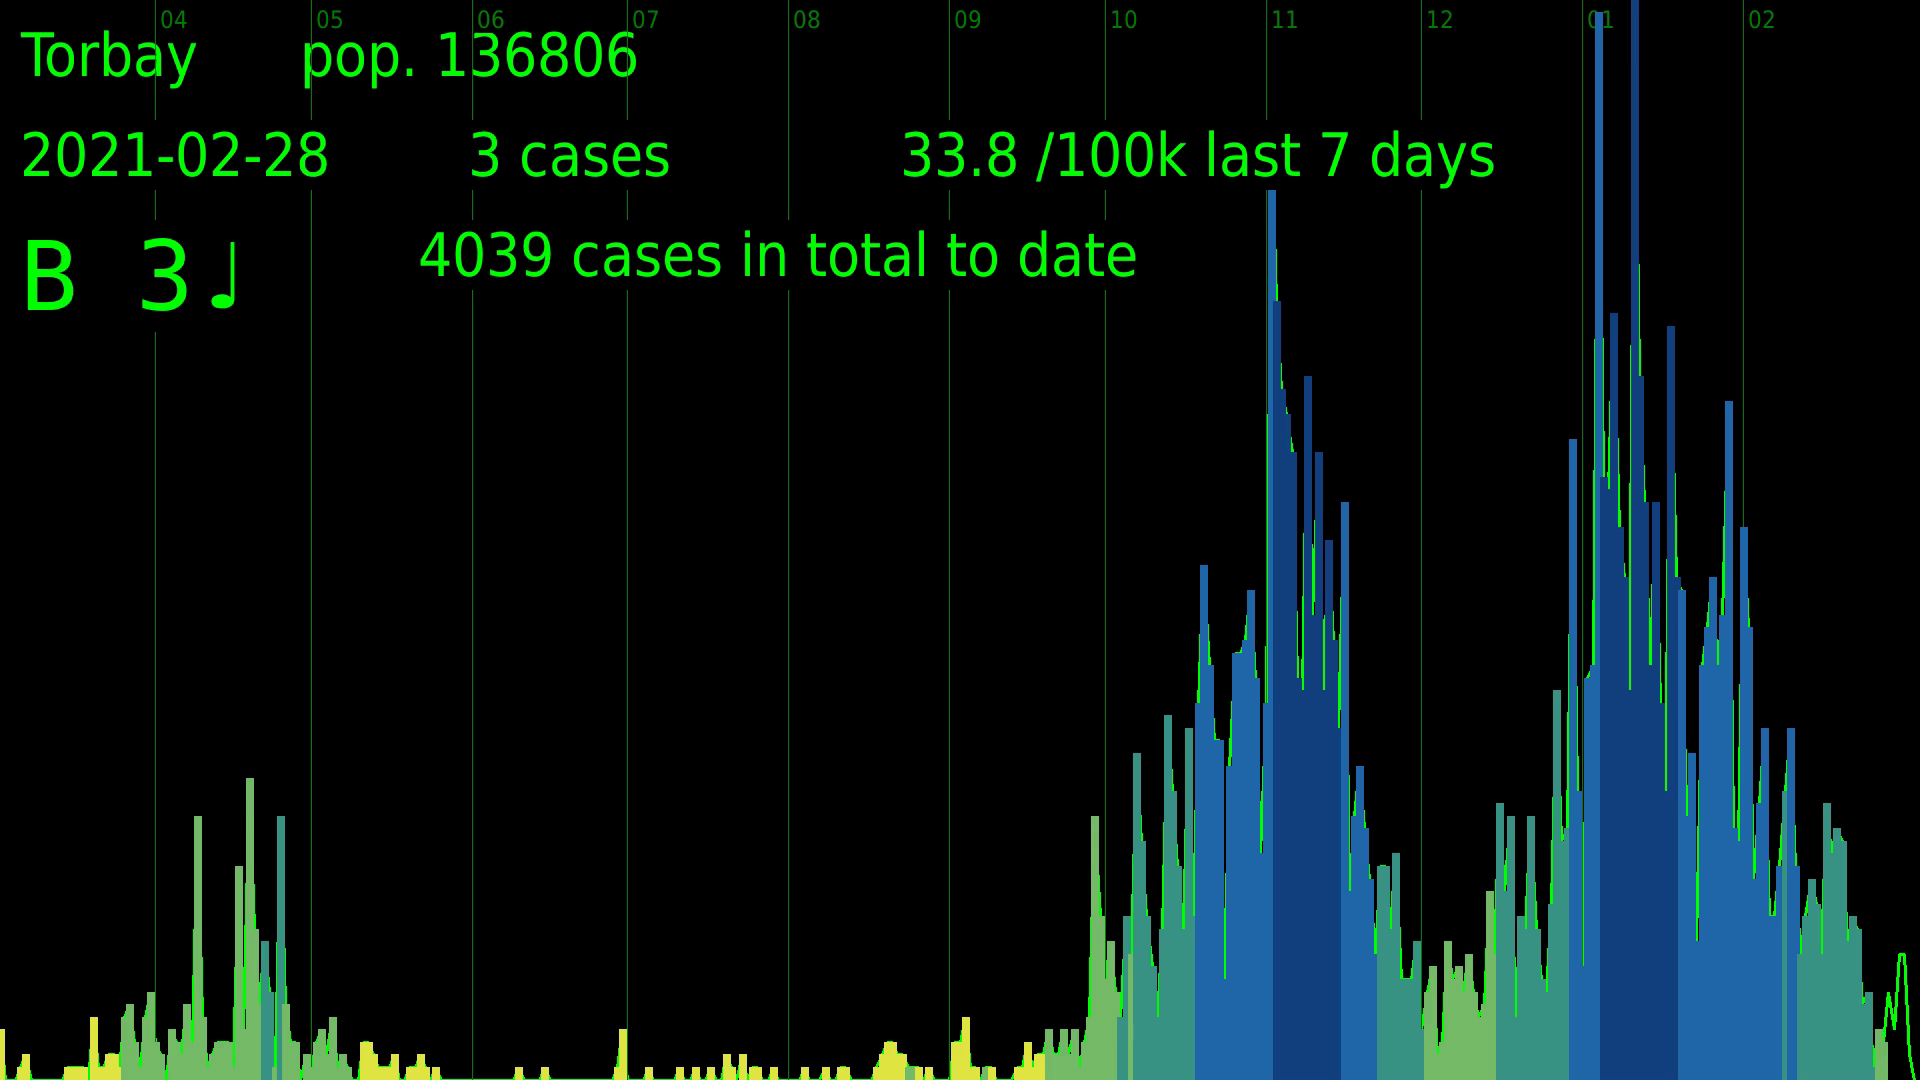 04 05 06 07 08 09 10 11 12 01 02
Torbay pop. 136806
2021-02-28 3 cases 33.8 /100k last 7 days
B 3♩ 4039 cases in total to date